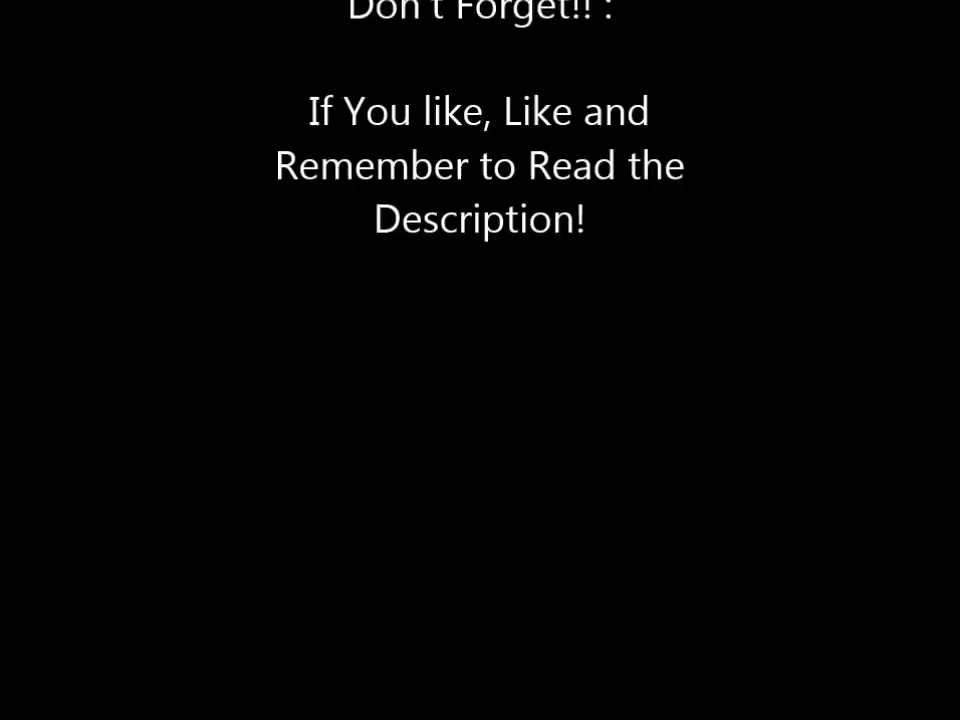 Don't Forget!! :
If You like, Like and
Remember to Read the
Description!